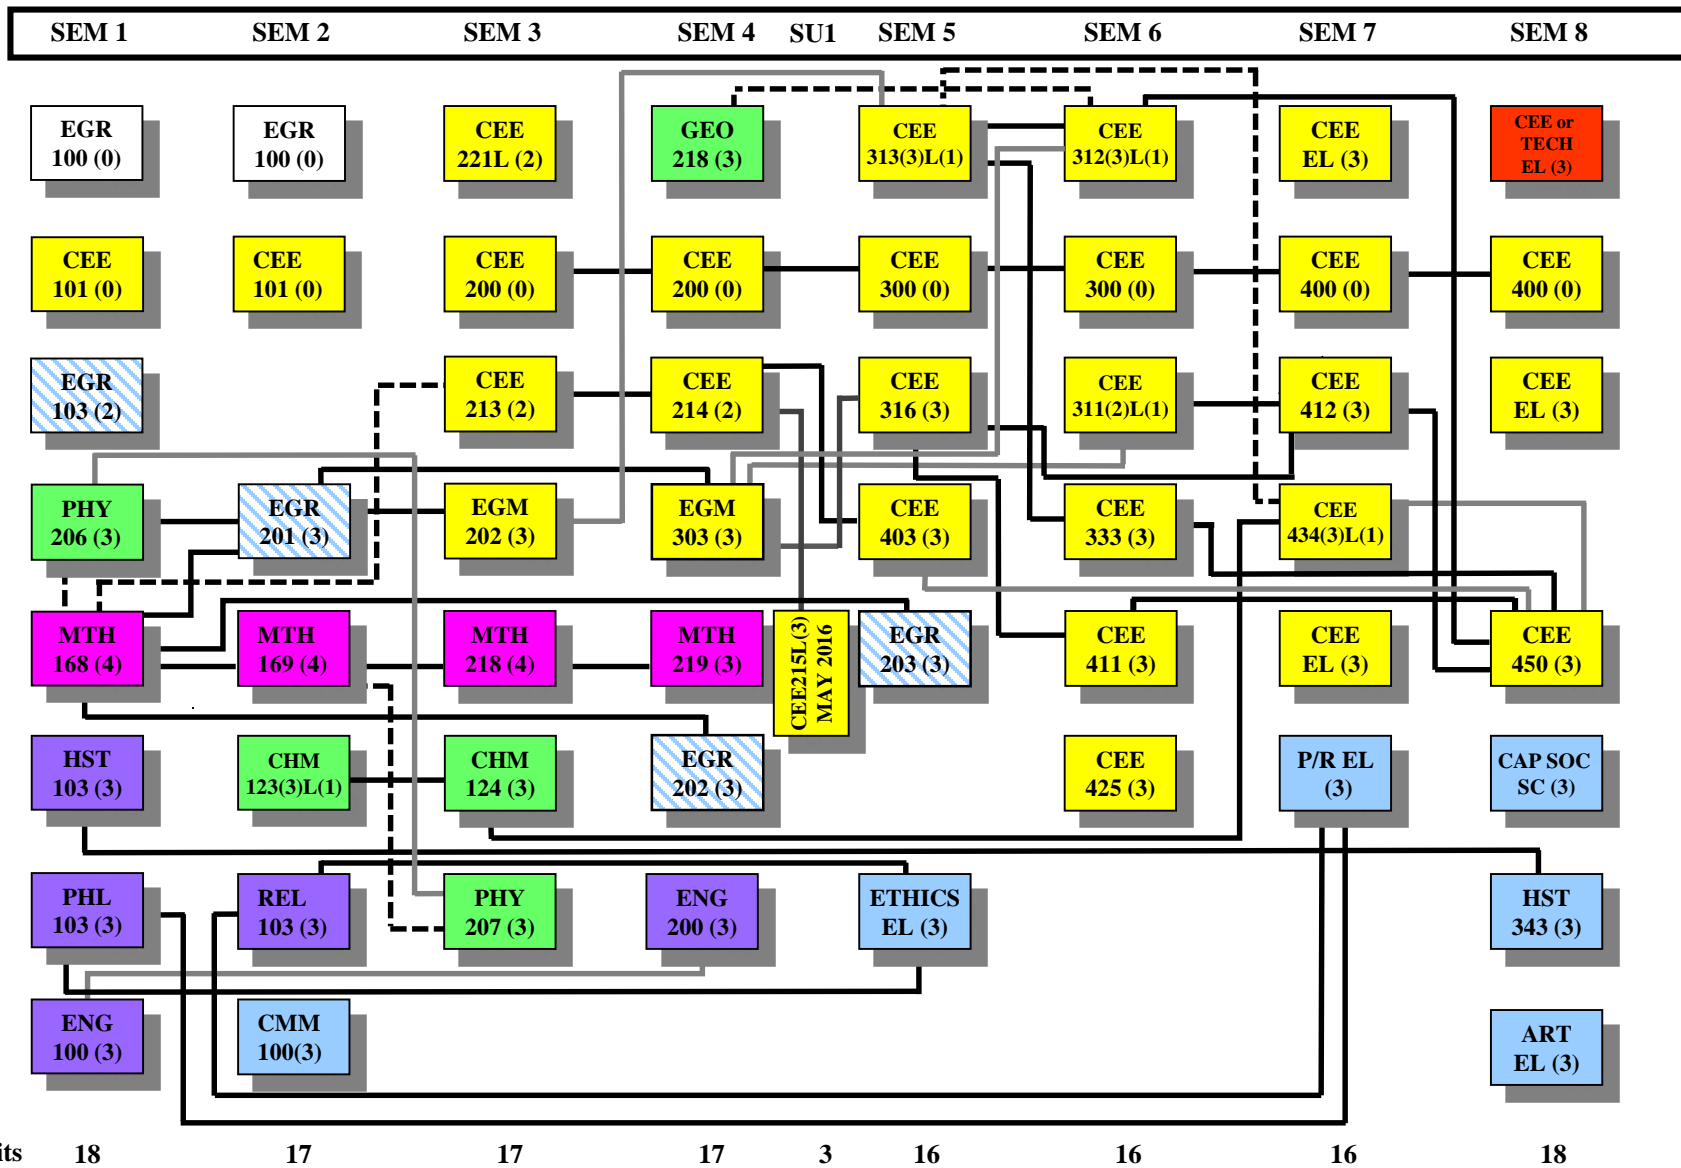 SEM 1 SEM 2 SEM 3 SEM 4 SU1 SEM 5 SEM 6 SEM 7 SEM 8
EGR
100 (0)
EGR
100 (0)
CEE
221L (2)
GEO
218 (3)
CEE
313(3)L(1)
CEE
312(3)L(1)
CEE
EL (3)
CEE or
TECH
EL (3)
CEE
101 (0)
CEE
101 (0)
CEE
200 (0)
CEE
200 (0)
CEE
300 (0)
CEE
300 (0)
CEE
400 (0)
CEE
400 (0)
EGR
103 (2)
CEE
213 (2)
CEE
214 (2)
CEE
316 (3)
CEE
311(2)L(1)
CEE
412 (3)
CEE
EL (3)
PHY
206 (3)
EGR
201 (3)
EGM
202 (3)
EGM
303 (3)
CEE
403 (3)
CEE
333 (3)
CEE
434(3)L(1)
MTH
168 (4)
MTH
169 (4)
MTH
218 (4)
MTH
219 (3)
CEE215L(3)
MAY 2016
EGR
203 (3)
CEE
411 (3)
CEE
EL (3)
CEE
450 (3)
HST
103 (3)
CHM
123(3)L(1)
CHM
124 (3)
EGR
202 (3)
CEE
425 (3)
P/R EL
(3)
CAP SOC
SC (3)
PHL
103 (3)
REL
103 (3)
PHY
207 (3)
ENG
200 (3)
ETHICS
EL (3)
HST
343 (3)
ENG
100 (3)
CMM
100(3)
ART
EL (3)
its 18 17 17 17 3 16 16 16 18